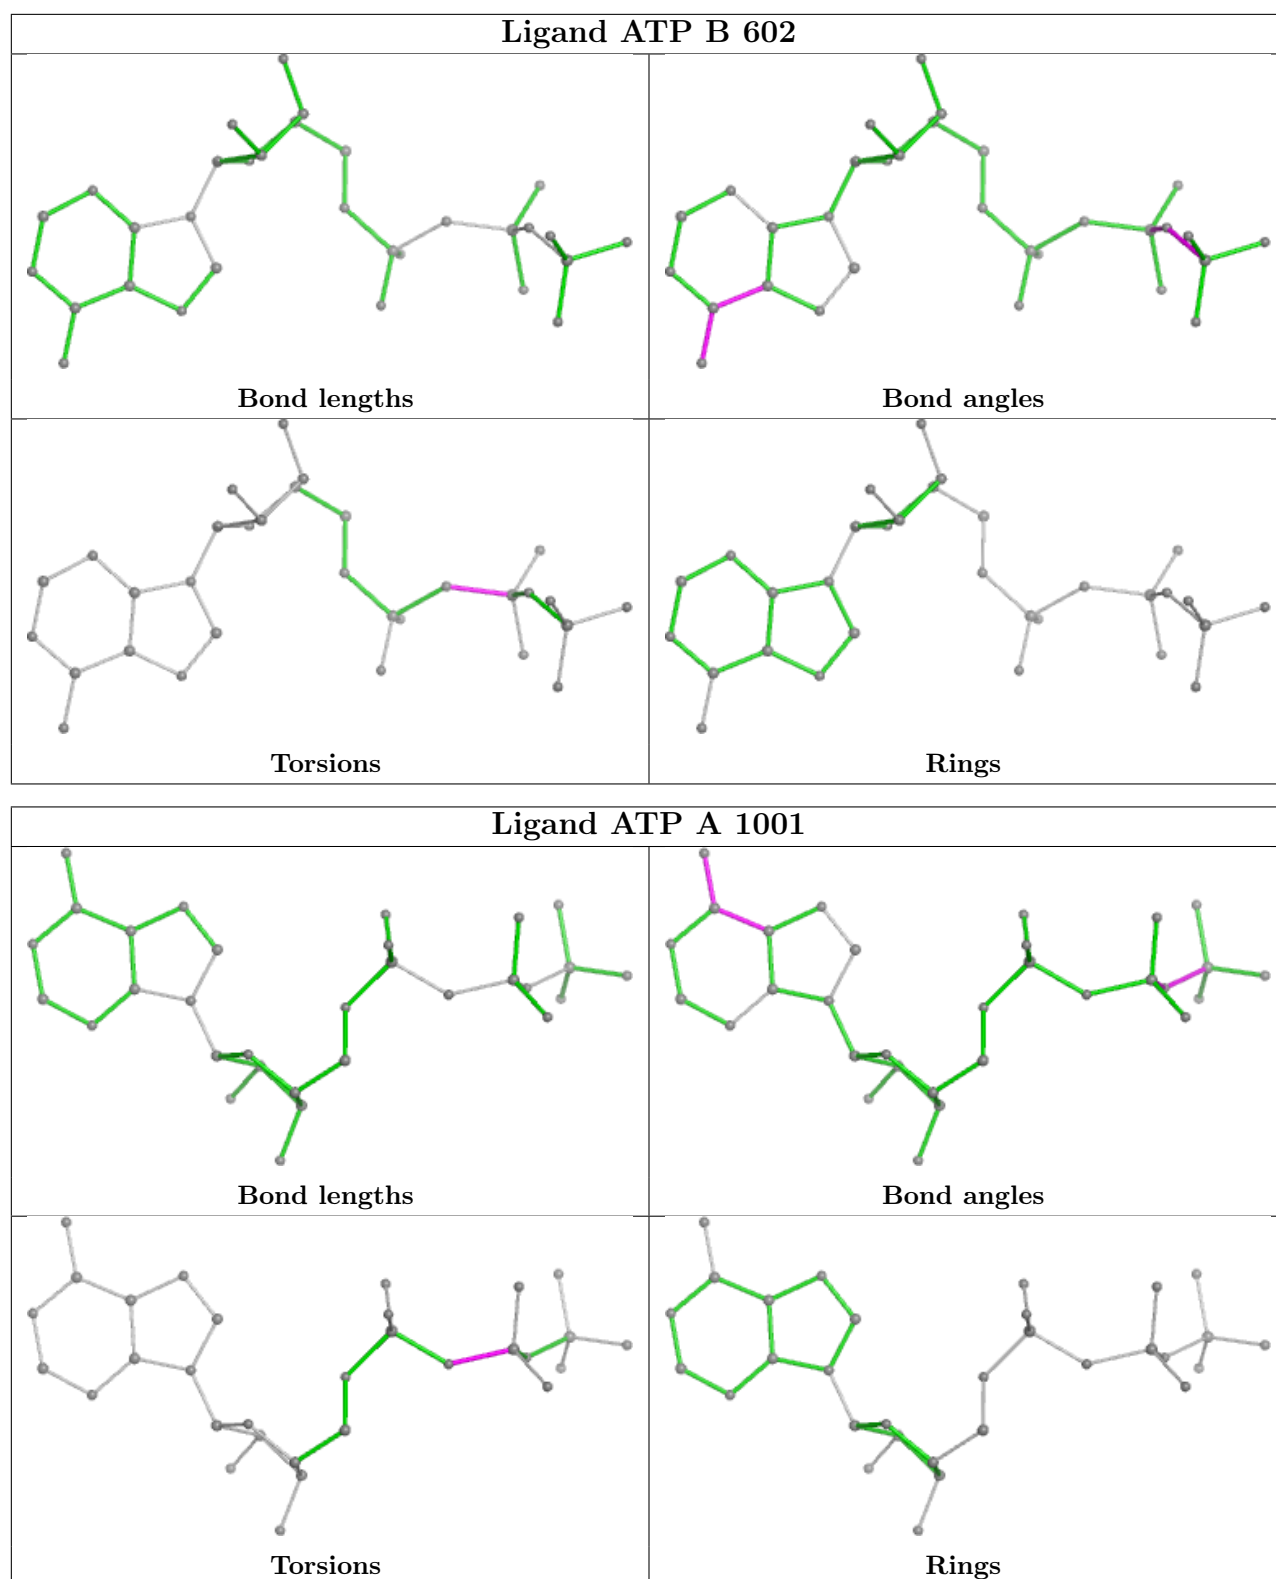 Ligand ATP B 602
Bond lengths
Bond angles
Torsions
Rings
Ligand ATP A 1001
Bond lengths
Bond angles
Torsions
Rings